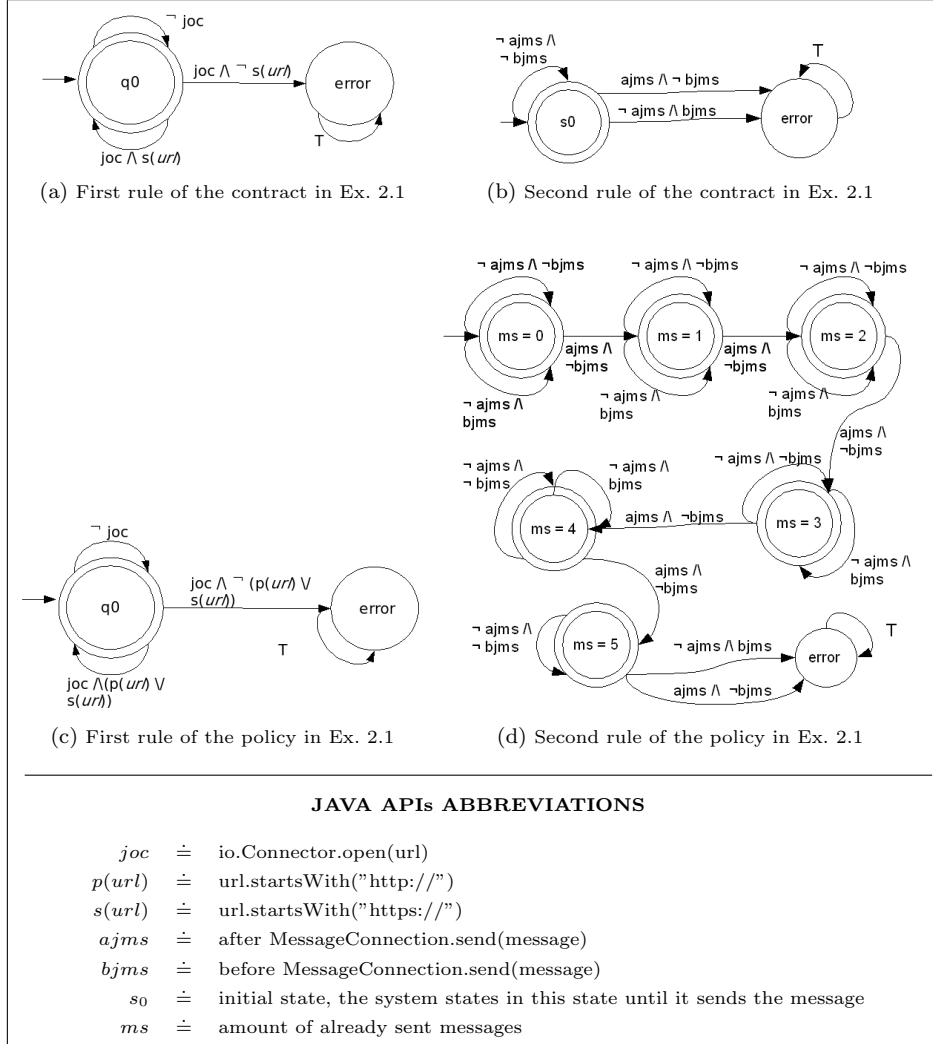 ¬ joc
q0
joc /\ ¬ s(url)
error
T
joc /\ s(url)
(a) First rule of the contract in Ex. 2.1
¬ ajms /\
¬ bjms
s0
ajms /\ ¬ bjms
¬ ajms /\ bjms
T
error
(b) Second rule of the contract in Ex. 2.1
¬ joc
q0
joc /\ ¬ (p(url) \/
s(url))
error
T
joc /\(p(url) \/
s(url))
(c) First rule of the policy in Ex. 2.1
¬ ajms /\ ¬bjms
¬ ajms /\ ¬bjms
¬ ajms /\ ¬bjms
ms = 0
ms = 1
ms = 2
ajms /\
¬bjms
ajms /\
¬bjms
¬ ajms /\
bjms
¬ ajms /\
bjms
¬ ajms /\
bjms
ajms /\
¬bjms
¬ ajms /\
¬ bjms
¬ ajms /\
bjms
¬ ajms /\ ¬bjms
ms = 4
ajms /\ ¬bjms
ms = 3
¬ ajms /\
bjms
ajms /\
¬bjms
¬ ajms /\
¬ bjms
ms = 5
¬ ajms /\ bjms
ajms /\ ¬bjms
error
T
(d) Second rule of the policy in Ex. 2.1
JAVA APIs ABBREVIATIONS
joc ≐ io.Connector.open(url)
p(url) ≐ url.startsWith("http://")
s(url) ≐ url.startsWith("https://")
ajms ≐ after MessageConnection.send(message)
bjms ≐ before MessageConnection.send(message)
s0 ≐ initial state, the system states in this state until it sends the message
ms ≐ amount of already sent messages